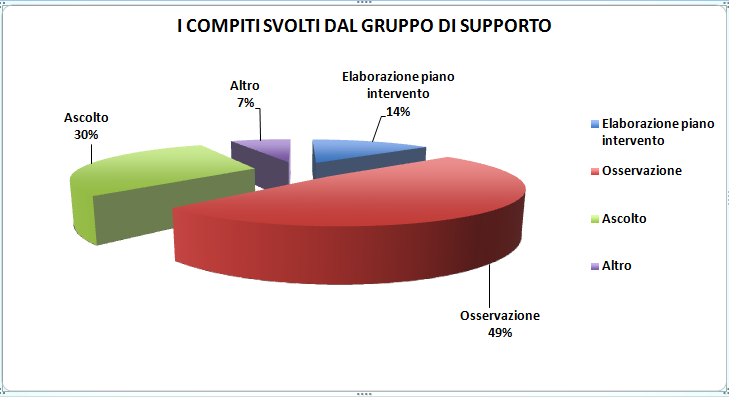 I COMPITI SVOLTI DAL GRUPPO DI SUPPORTO
Elaborazione piano
intervento
14%
Altro
7%
Ascolto
30%
Osservazione
49%
Elaborazione piano
intervento
Osservazione
Ascolto
Altro